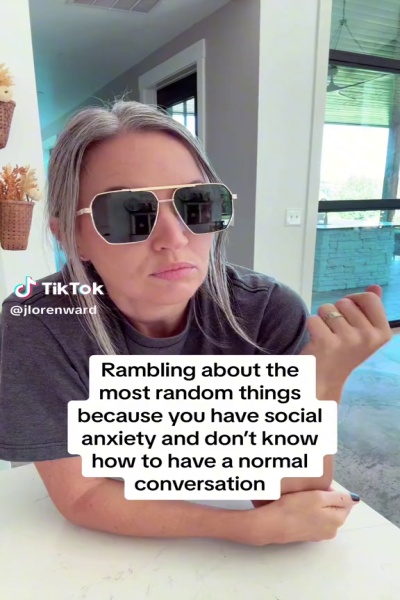 TikTok
@jlorenward
Rambling about the
most random things
because you have social
anxiety and don't know
how to have a normal
conversation